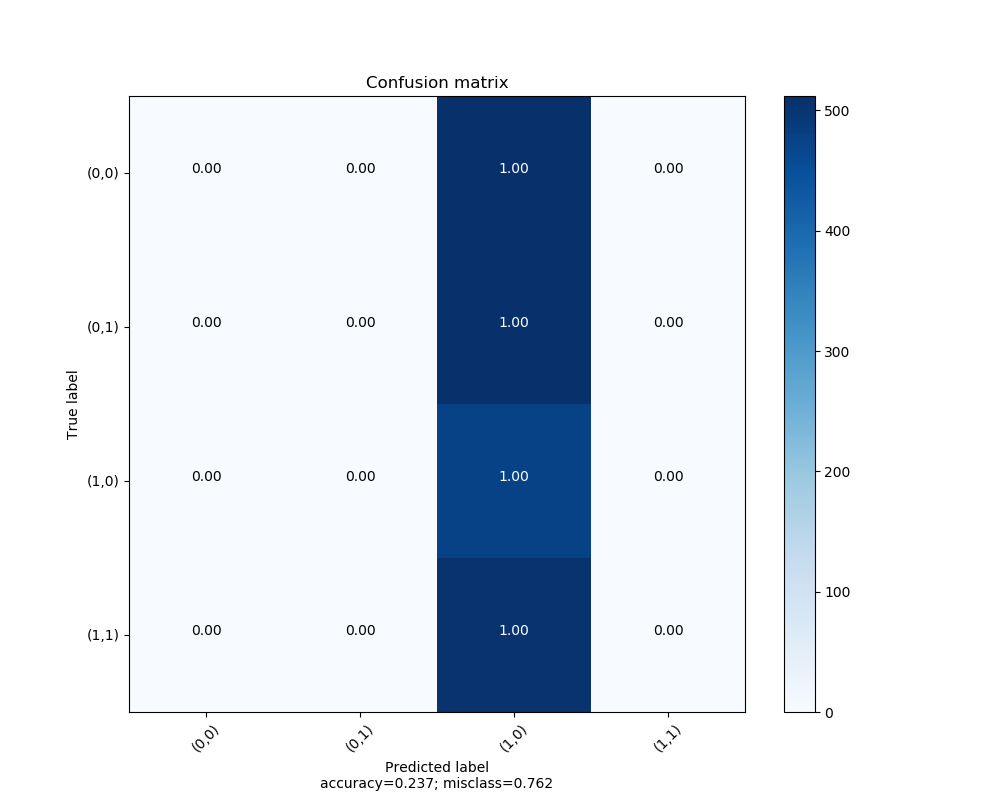 Confusion matrix
(0,0) 0.00 0.00 1.00 0.00
(0,1) 0.00 0.00 1.00 0.00
(1,0) 0.00 0.00 1.00 0.00
(1,1) 0.00 0.00 1.00 0.00
True label
(0,0) (0,1) (1,0) (1,1)
Predicted label
accuracy=0.237; misclass=0.762
500
400
300
200
100
0